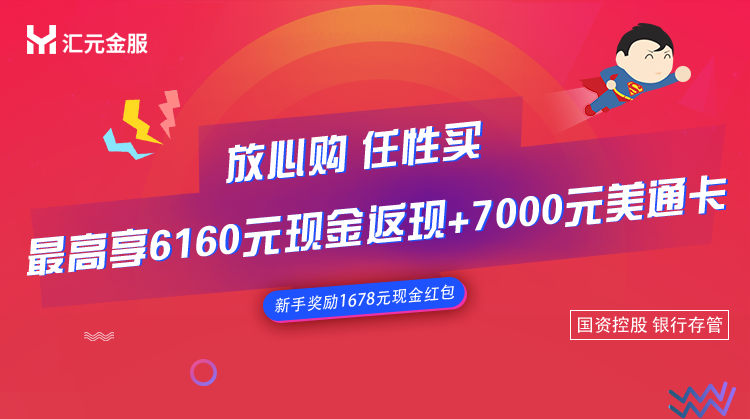 汇元金服
放心购 任性买
最高享6160元现金返现+7000元美通卡
新手奖励1678元现金红包
国资控股 银行存管